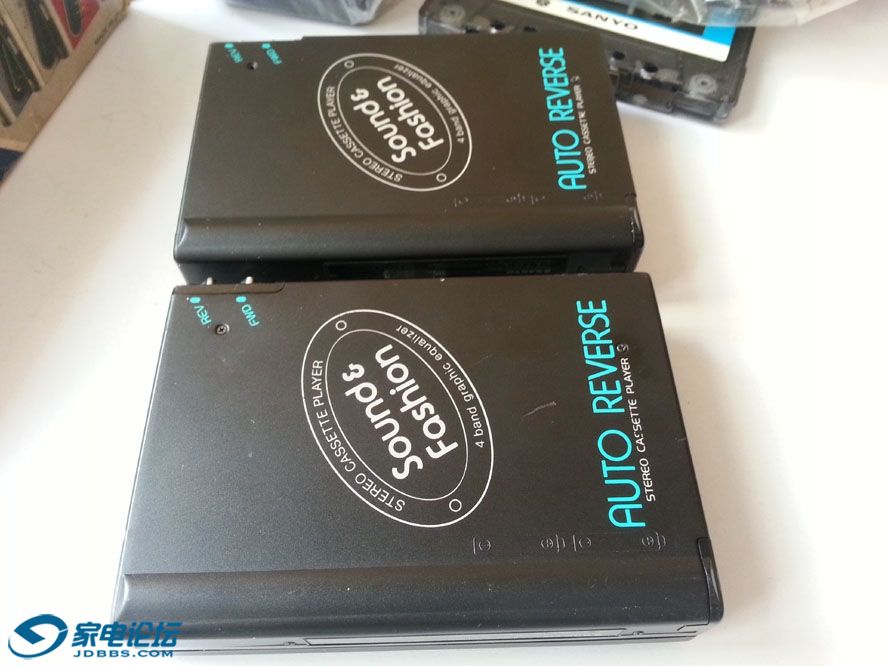 SANYO
REV
FWD
STEREO CASSETTE PLAYER
Sound &
Fashion
4 band graphic equalizer
AUTO REVERSE
STEREO CASSETTE PLAYER
REV
FWD
STEREO CASSETTE PLAYER
Sound &
Fashion
4 band graphic equalizer
AUTO REVERSE
STEREO CASSETTE PLAYER
家电论坛
JDBBS.COM